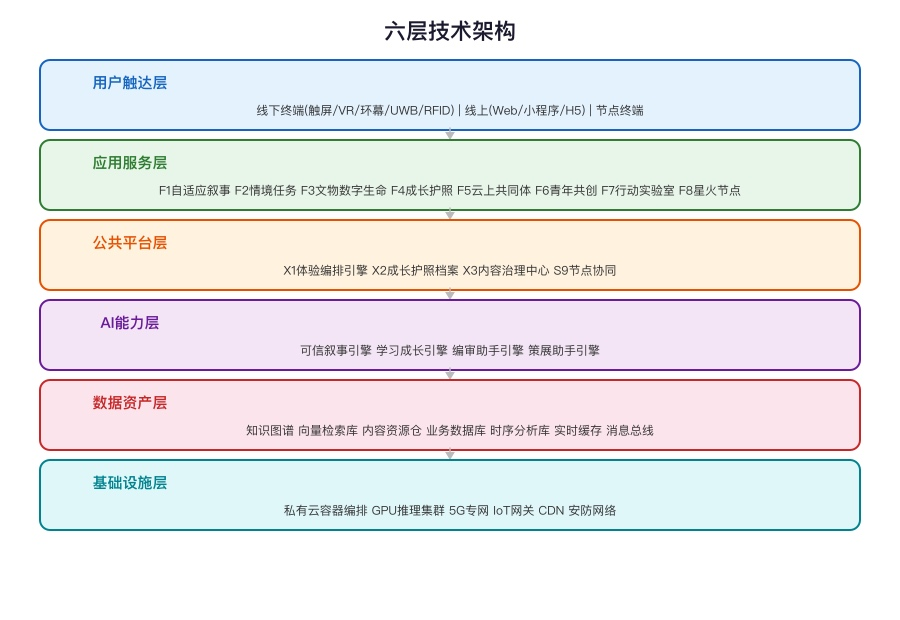 六层技术架构
用户触达层
线下终端(触屏/VR/环幕/UWB/RFID) | 线上(Web/小程序/H5) | 节点终端
应用服务层
F1自适应叙事 F2情境任务 F3文物数字生命 F4成长护照 F5云上共同体 F6青年共创 F7行动实验室 F8星火节点
公共平台层
X1体验编排引擎 X2成长护照档案 X3内容治理中心 S9节点协同
AI能力层
可信叙事引擎 学习成长引擎 编审助手引擎 策展助手引擎
数据资产层
知识图谱 向量检索库 内容资源仓 业务数据库 时序分析库 实时缓存 消息总线
基础设施层
私有云容器编排 GPU推理集群 5G专网 IoT网关 CDN 安防网络